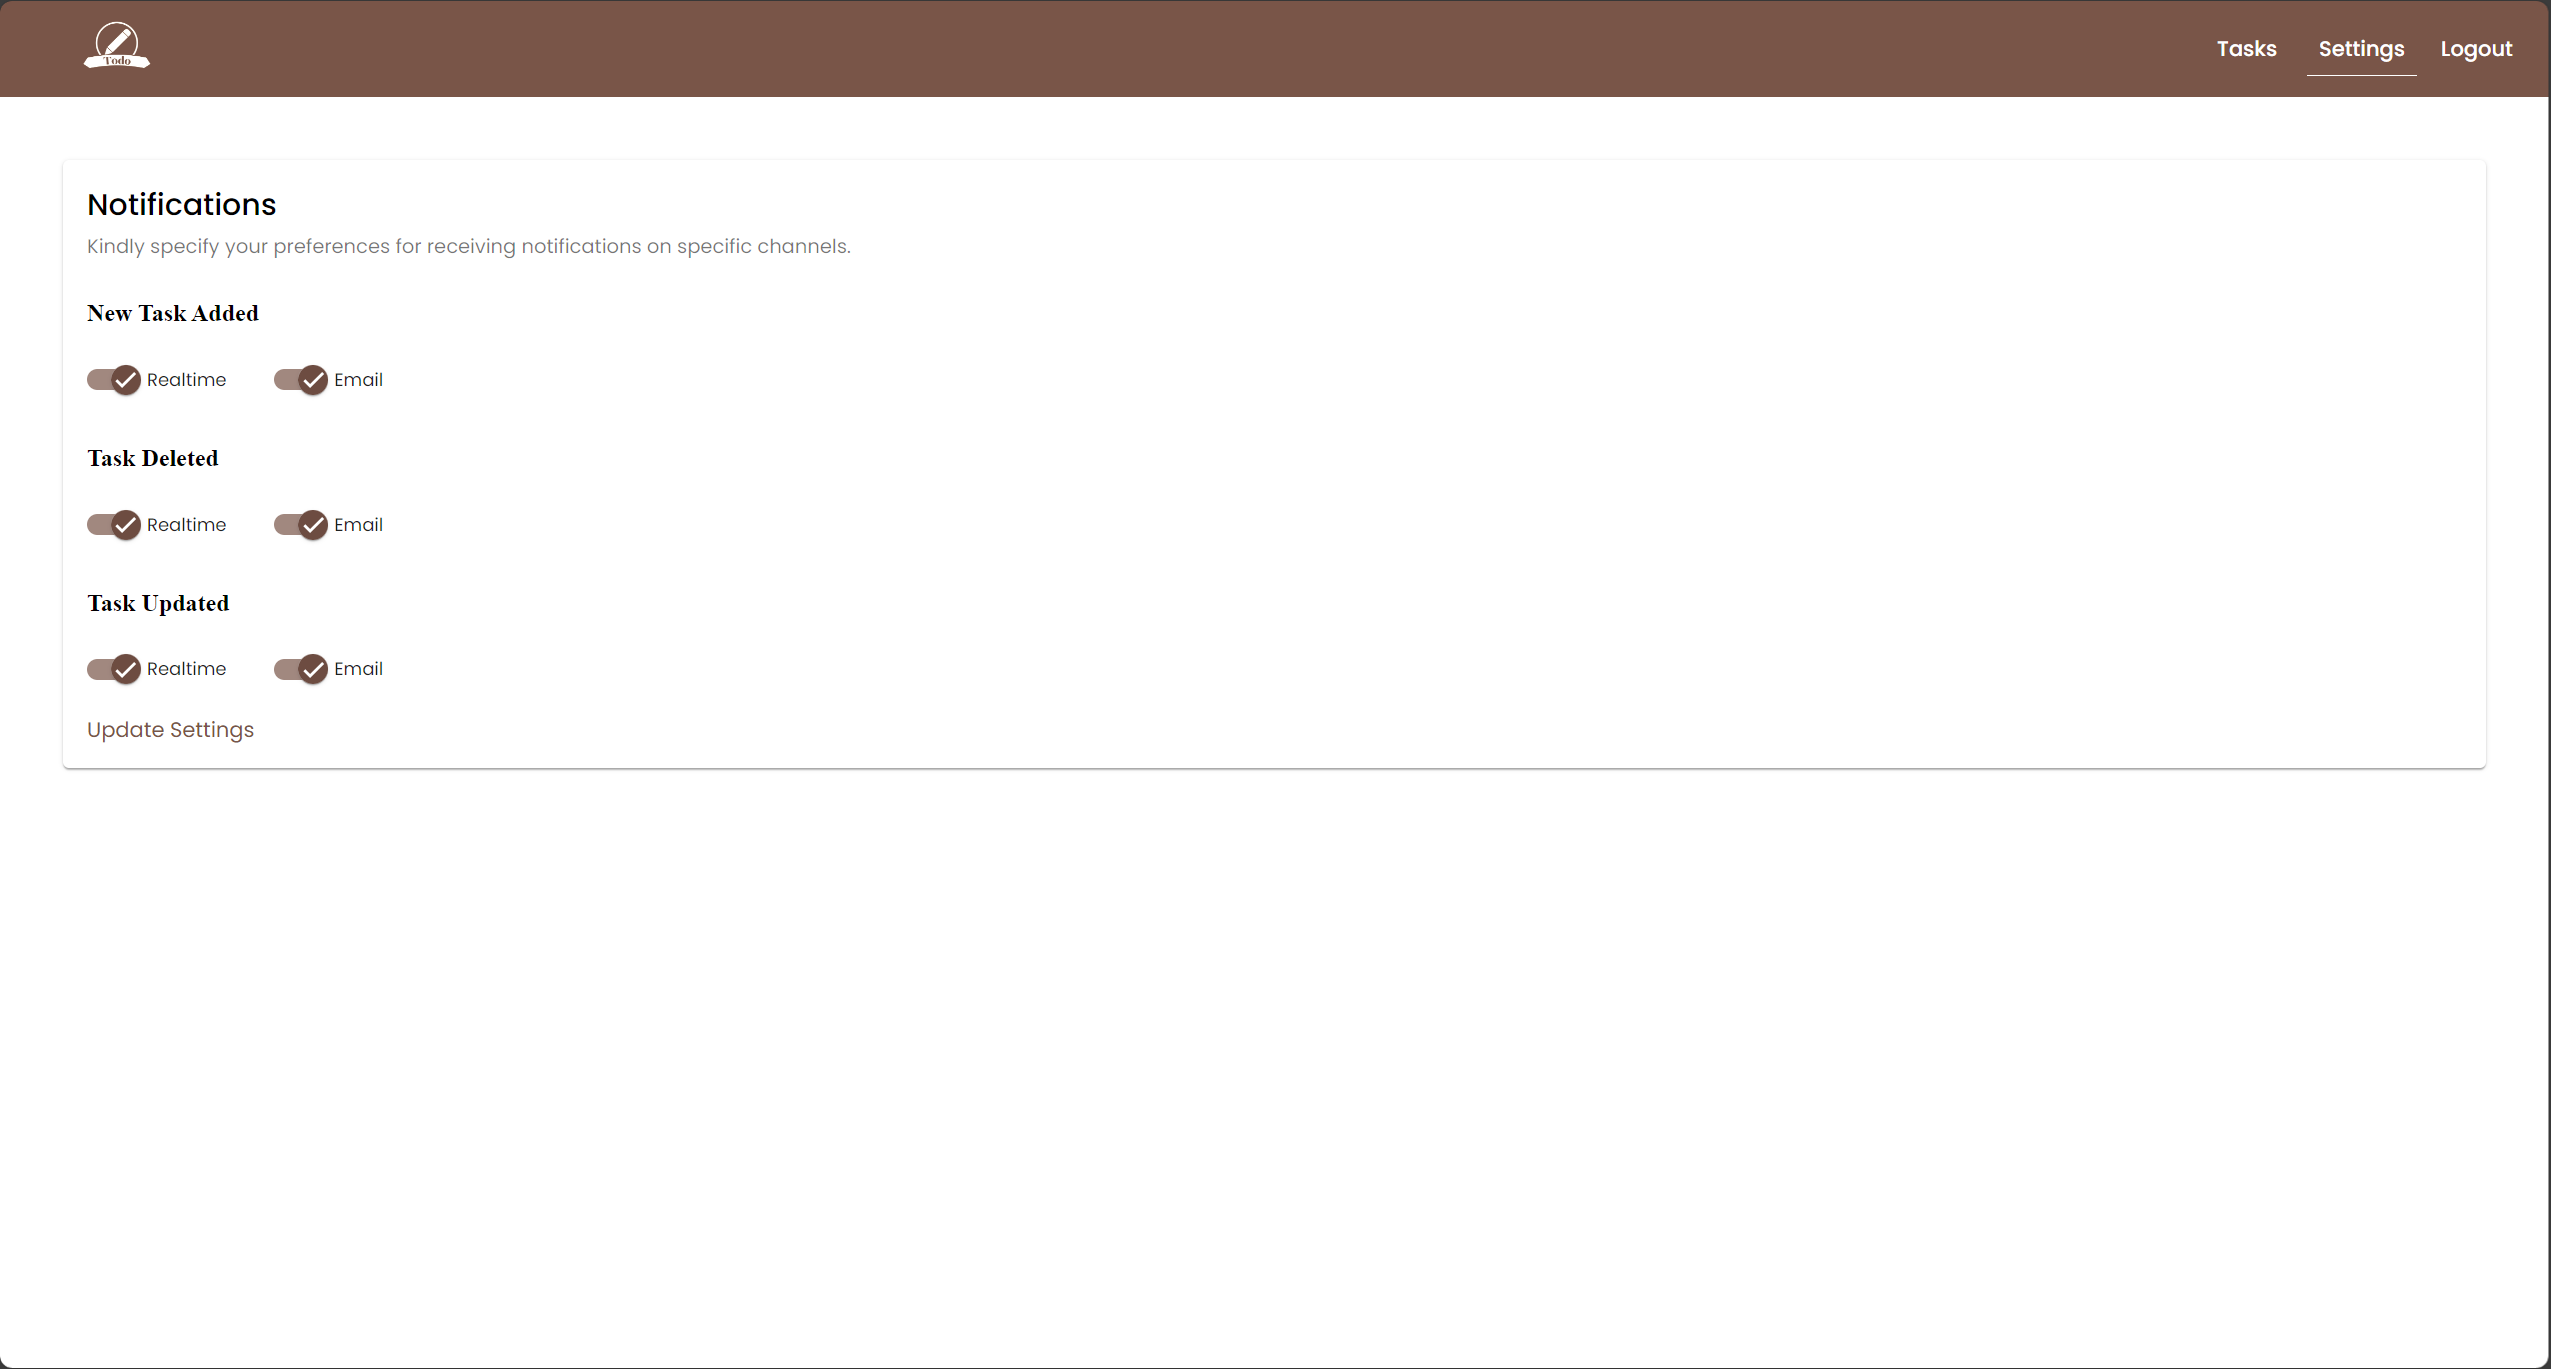 Todo
Tasks Settings Logout
Notifications
Kindly specify your preferences for receiving notifications on specific channels.
New Task Added
Realtime Email
Task Deleted
Realtime Email
Task Updated
Realtime Email
Update Settings